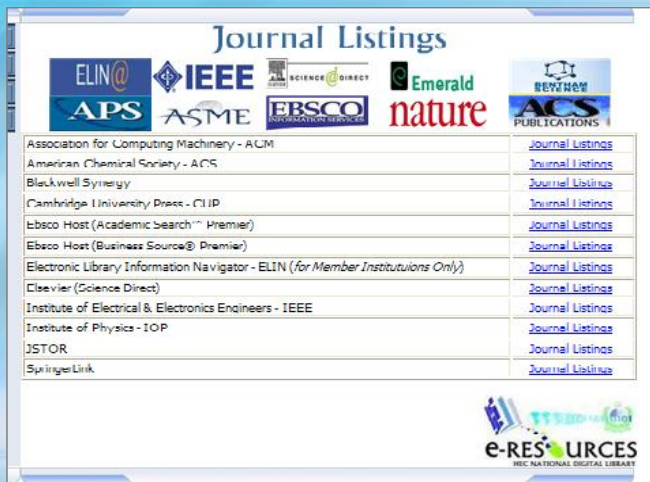 Journal Listings
ELIN@ IEEE SCIENCE @ DIRECT Emerald BENTHAM SCIENCE
APS ASME EBSCO INFORMATION SERVICES nature ACS PUBLICATIONS
Association for Computing Machinery - ACM Journal Listings
American Chemical Society - ACS Journal Listings
Blackwell Synergy Journal Listings
Cambridge University Press - CUP Journal Listings
Ebsco Host (Academic Search™ Premier) Journal Listings
Ebsco Host (Business Source® Premier) Journal Listings
Electronic Library Information Navigator - ELIN (for Member Institutuions Only) Journal Listings
Elsevier (Science Direct) Journal Listings
Institute of Electrical & Electronics Engineers - IEEE Journal Listings
Institute of Physics - IOP Journal Listings
JSTOR Journal Listings
SpringerLink Journal Listings
e-RESOURCES
HEC NATIONAL DIGITAL LIBRARY